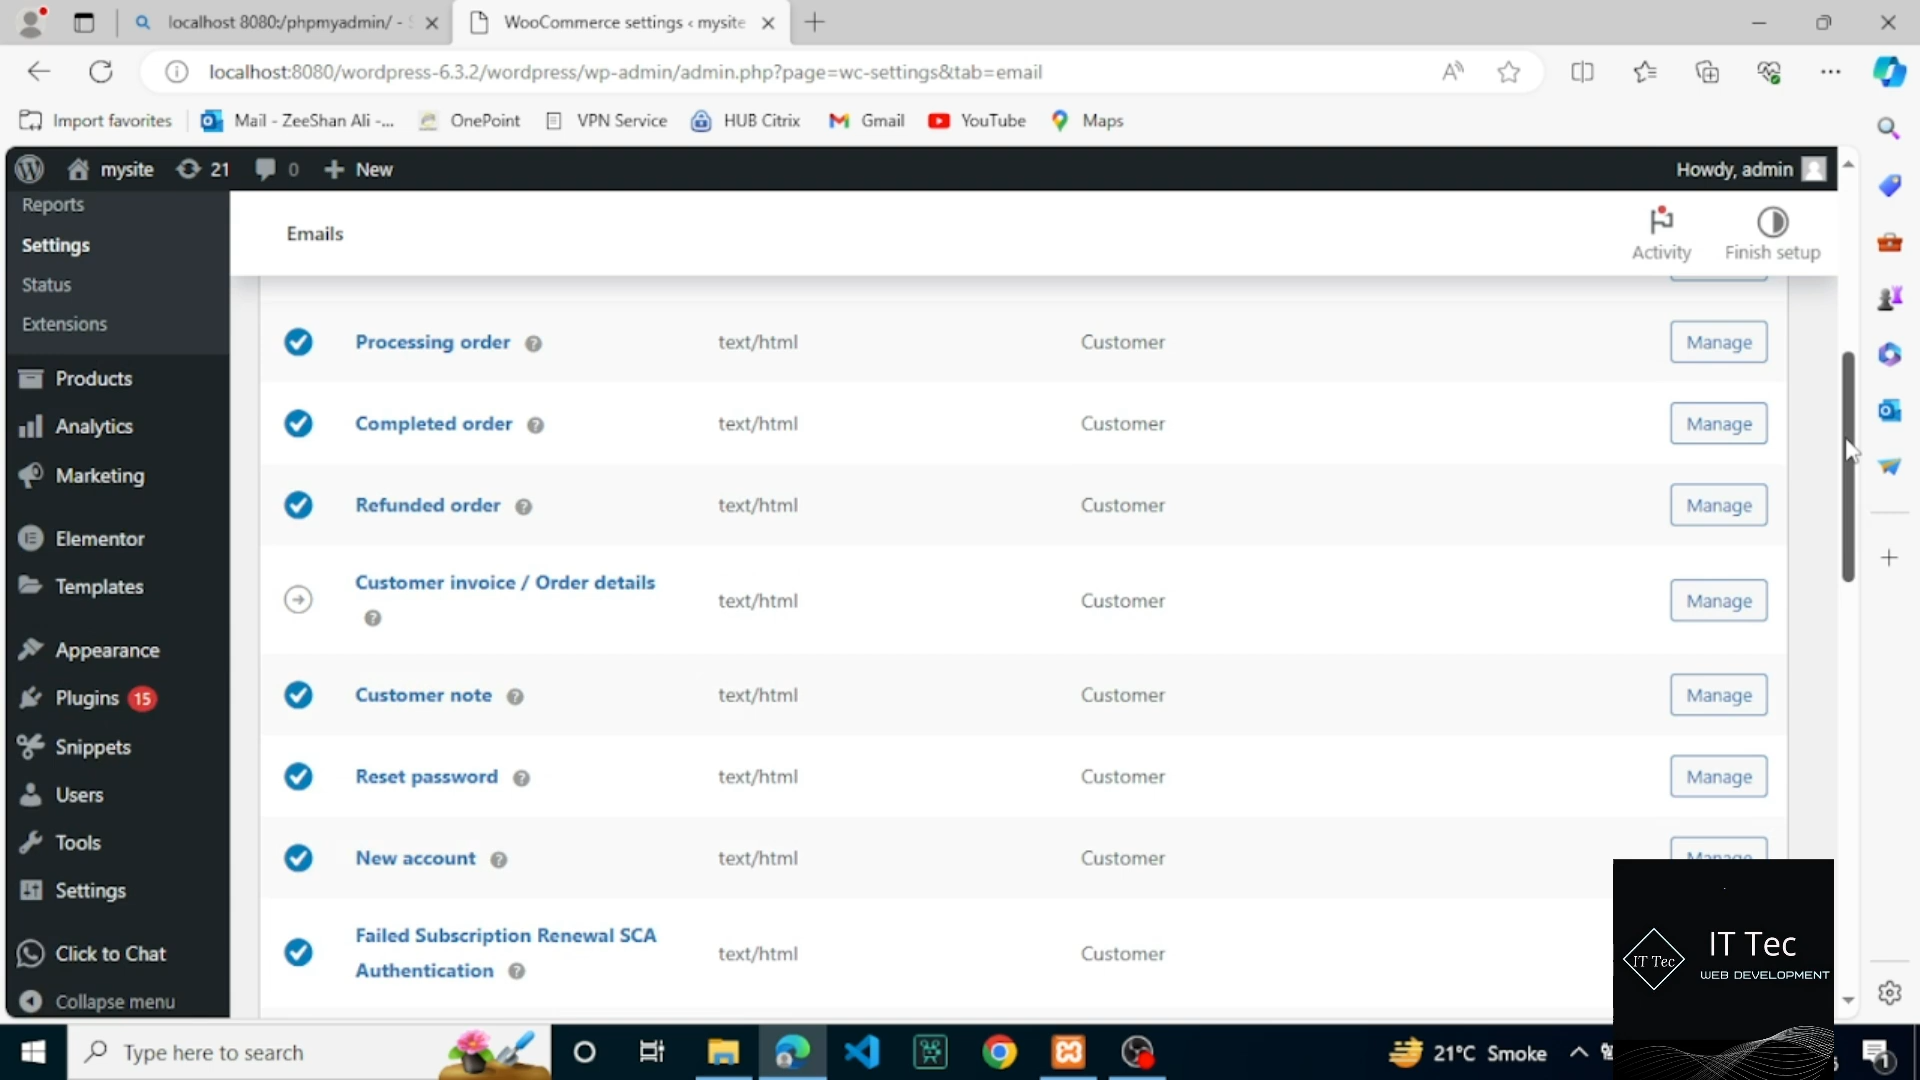 localhost 8080:/phpmyadmin/ -
WooCommerce settings ‹ mysite
localhost:8080/wordpress-6.3.2/wordpress/wp-admin/admin.php?page=wc-settings&tab=email
Import favorites
Mail - ZeeShan Ali -...
OnePoint
VPN Service
HUB Citrix
Gmail
YouTube
Maps
mysite
21
0
New
Howdy, admin
Reports
Settings
Status
Extensions
Products
Analytics
Marketing
Elementor
Templates
Appearance
Plugins 15
Snippets
Users
Tools
Settings
Click to Chat
Collapse menu
Emails
Activity
Finish setup
Processing order text/html Customer Manage
Completed order text/html Customer Manage
Refunded order text/html Customer Manage
Customer invoice / Order details text/html Customer Manage
Customer note text/html Customer Manage
Reset password text/html Customer Manage
New account text/html Customer Manage
Failed Subscription Renewal SCA
Authentication text/html Customer
IT Tec
IT Tec
WEB DEVELOPMENT
Type here to search
21°C Smoke
1